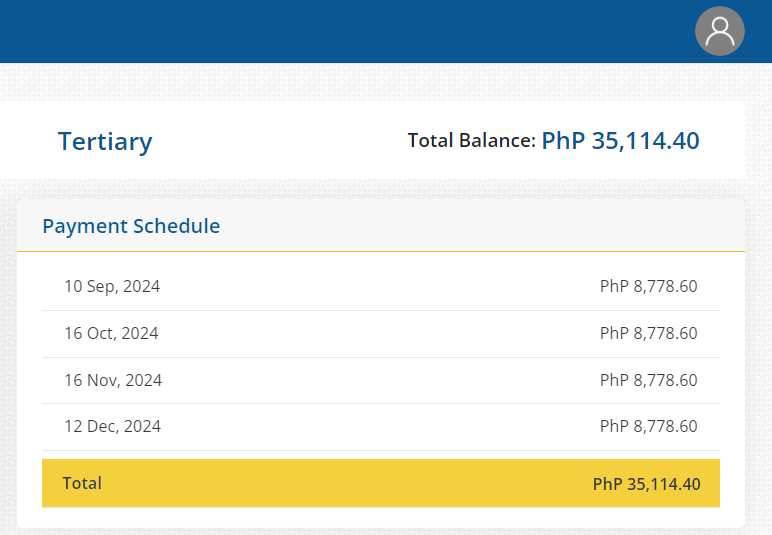 Tertiary Total Balance: PhP 35,114.40
Payment Schedule
10 Sep, 2024 PhP 8,778.60
16 Oct, 2024 PhP 8,778.60
16 Nov, 2024 PhP 8,778.60
12 Dec, 2024 PhP 8,778.60
Total PhP 35,114.40